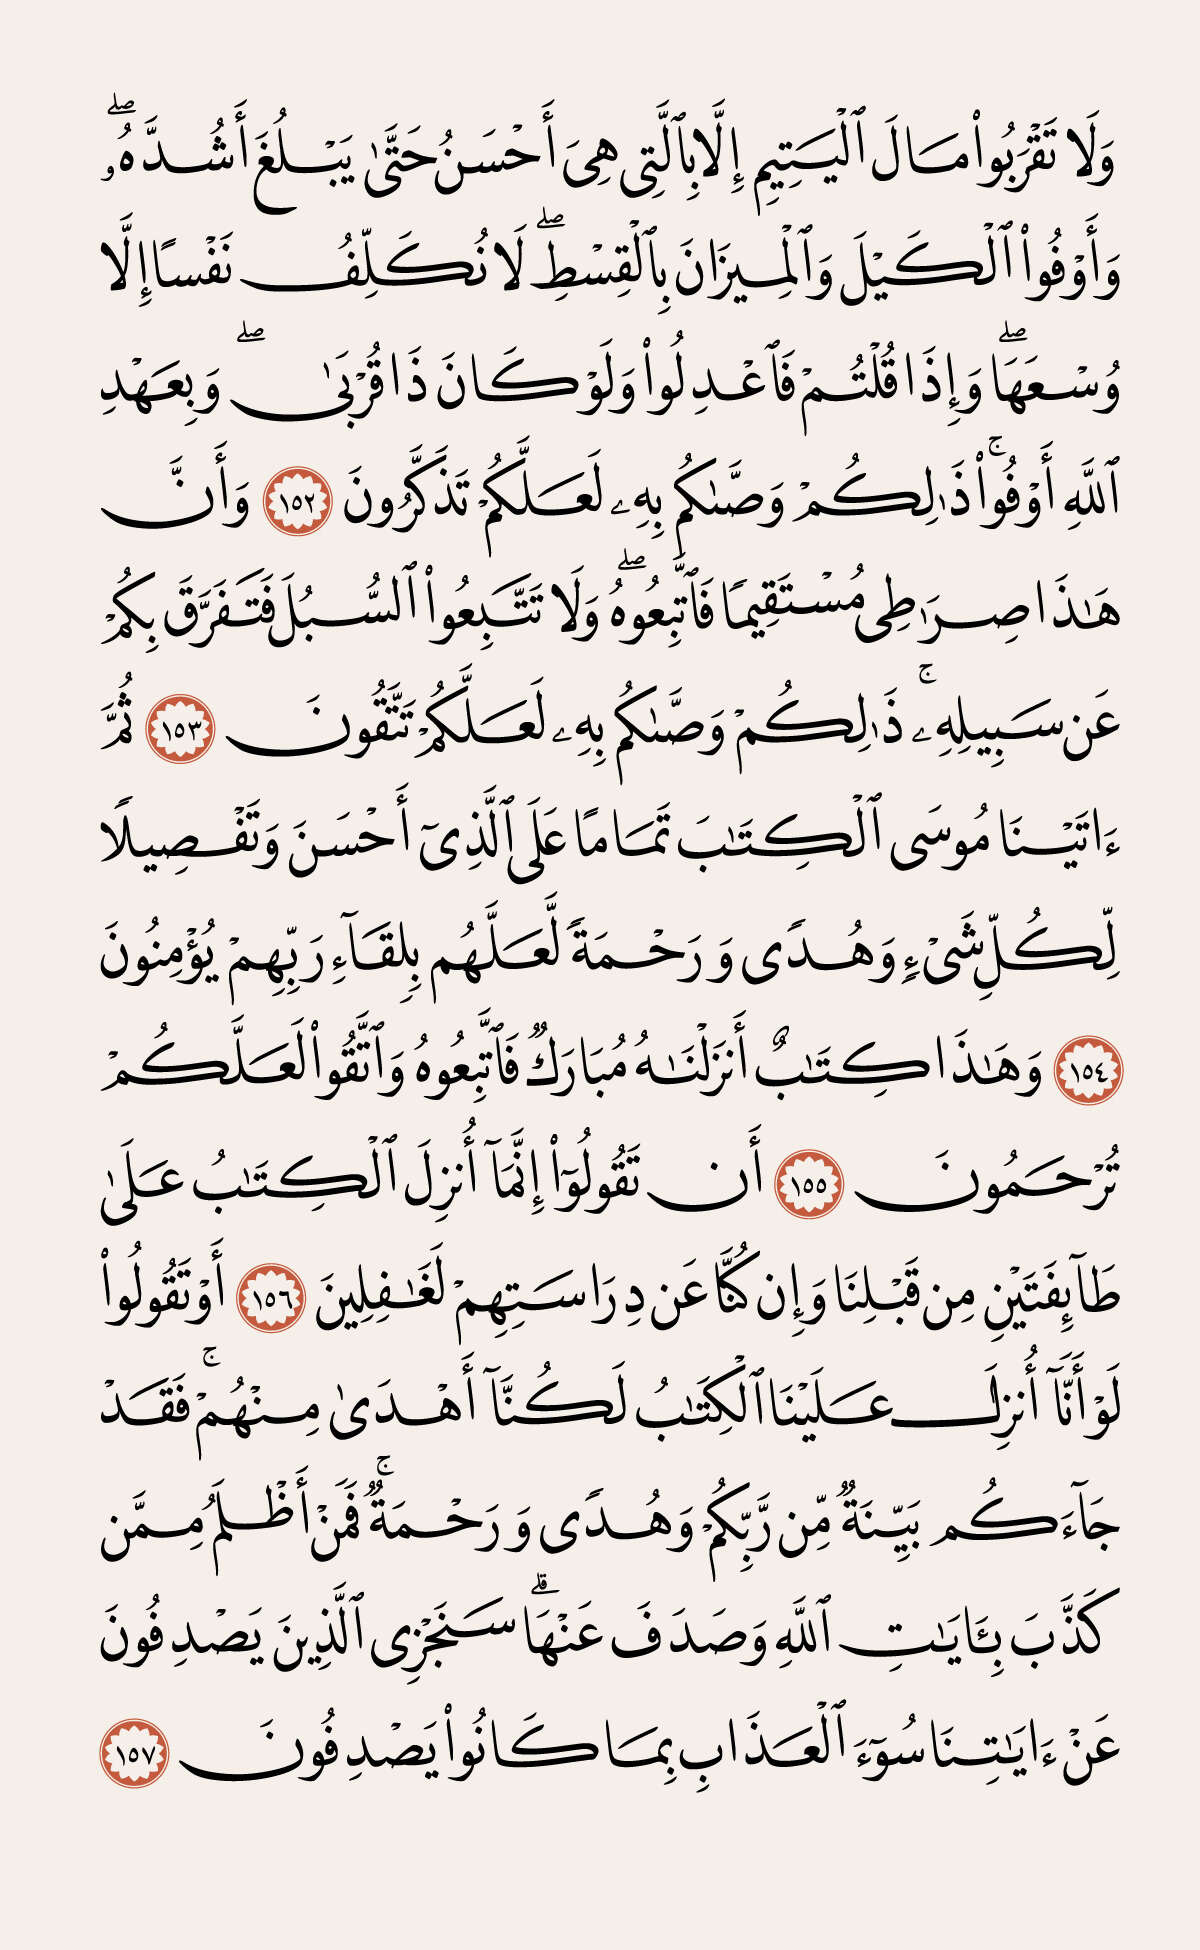 وَلَا تَقْرَبُوا۟ مَالَ ٱلْيَتِيمِ إِلَّا بِٱلَّتِى هِىَ أَحْسَنُ حَتَّىٰ يَبْلُغَ أَشُدَّهُۥ ۖ
وَأَوْفُوا۟ ٱلْكَيْلَ وَٱلْمِيزَانَ بِٱلْقِسْطِ ۖ لَا نُكَلِّفُ نَفْسًا إِلَّا
وُسْعَهَا ۖ وَإِذَا قُلْتُمْ فَٱعْدِلُوا۟ وَلَوْ كَانَ ذَا قُرْبَىٰ ۖ وَبِعَهْدِ
ٱللَّهِ أَوْفُوا۟ ۚ ذَٰلِكُمْ وَصَّىٰكُم بِهِۦ لَعَلَّكُمْ تَذَكَّرُونَ ١٥٢ وَأَنَّ
هَـٰذَا صِرَٰطِى مُسْتَقِيمًا فَٱتَّبِعُوهُ ۖ وَلَا تَتَّبِعُوا۟ ٱلسُّبُلَ فَتَفَرَّقَ بِكُمْ
عَن سَبِيلِهِۦ ۚ ذَٰلِكُمْ وَصَّىٰكُم بِهِۦ لَعَلَّكُمْ تَتَّقُونَ ١٥٣ ثُمَّ
ءَاتَيْنَا مُوسَى ٱلْكِتَـٰبَ تَمَامًا عَلَى ٱلَّذِىٓ أَحْسَنَ وَتَفْصِيلًا
لِّكُلِّ شَىْءٍ وَهُدًى وَرَحْمَةً لَّعَلَّهُم بِلِقَآءِ رَبِّهِمْ يُؤْمِنُونَ
١٥٤ وَهَـٰذَا كِتَـٰبٌ أَنزَلْنَـٰهُ مُبَارَكٌ فَٱتَّبِعُوهُ وَٱتَّقُوا۟ لَعَلَّكُمْ
تُرْحَمُونَ ١٥٥ أَن تَقُولُوٓا۟ إِنَّمَآ أُنزِلَ ٱلْكِتَـٰبُ عَلَىٰ
طَآئِفَتَيْنِ مِن قَبْلِنَا وَإِن كُنَّا عَن دِرَاسَتِهِمْ لَغَـٰفِلِينَ ١٥٦ أَوْ تَقُولُوا۟
لَوْ أَنَّآ أُنزِلَ عَلَيْنَا ٱلْكِتَـٰبُ لَكُنَّآ أَهْدَىٰ مِنْهُمْ ۚ فَقَدْ
جَآءَكُم بَيِّنَةٌ مِّن رَّبِّكُمْ وَهُدًى وَرَحْمَةٌ ۚ فَمَنْ أَظْلَمُ مِمَّن
كَذَّبَ بِـَٔايَـٰتِ ٱللَّهِ وَصَدَفَ عَنْهَا ۗ سَنَجْزِى ٱلَّذِينَ يَصْدِفُونَ
عَنْ ءَايَـٰتِنَا سُوٓءَ ٱلْعَذَابِ بِمَا كَانُوا۟ يَصْدِفُونَ ١٥٧